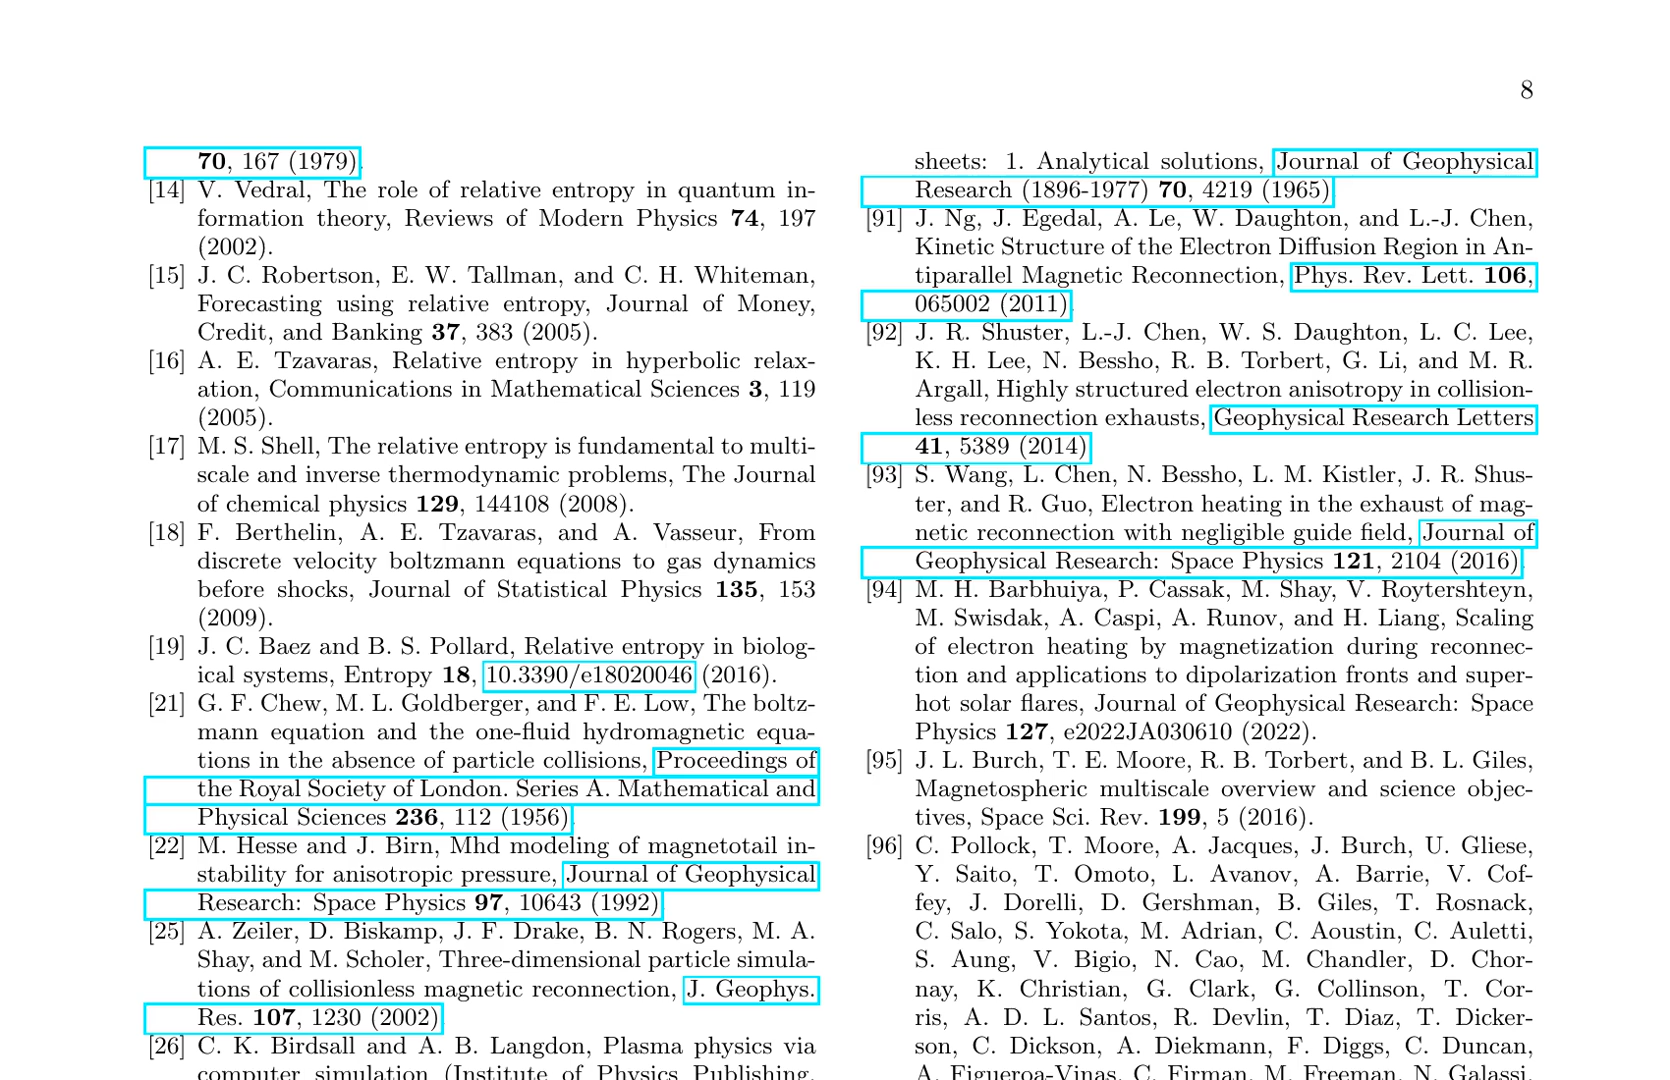 8
70, 167 (1979).
[14] V. Vedral, The role of relative entropy in quantum in-
formation theory, Reviews of Modern Physics 74, 197
(2002).
[15] J. C. Robertson, E. W. Tallman, and C. H. Whiteman,
Forecasting using relative entropy, Journal of Money,
Credit, and Banking 37, 383 (2005).
[16] A. E. Tzavaras, Relative entropy in hyperbolic relax-
ation, Communications in Mathematical Sciences 3, 119
(2005).
[17] M. S. Shell, The relative entropy is fundamental to multi-
scale and inverse thermodynamic problems, The Journal
of chemical physics 129, 144108 (2008).
[18] F. Berthelin, A. E. Tzavaras, and A. Vasseur, From
discrete velocity boltzmann equations to gas dynamics
before shocks, Journal of Statistical Physics 135, 153
(2009).
[19] J. C. Baez and B. S. Pollard, Relative entropy in biolog-
ical systems, Entropy 18, 10.3390/e18020046 (2016).
[21] G. F. Chew, M. L. Goldberger, and F. E. Low, The boltz-
mann equation and the one-fluid hydromagnetic equa-
tions in the absence of particle collisions, Proceedings of
the Royal Society of London. Series A. Mathematical and
Physical Sciences 236, 112 (1956).
[22] M. Hesse and J. Birn, Mhd modeling of magnetotail in-
stability for anisotropic pressure, Journal of Geophysical
Research: Space Physics 97, 10643 (1992).
[25] A. Zeiler, D. Biskamp, J. F. Drake, B. N. Rogers, M. A.
Shay, and M. Scholer, Three-dimensional particle simula-
tions of collisionless magnetic reconnection, J. Geophys.
Res. 107, 1230 (2002).
[26] C. K. Birdsall and A. B. Langdon, Plasma physics via
computer simulation (Institute of Physics Publishing,
sheets: 1. Analytical solutions, Journal of Geophysical
Research (1896-1977) 70, 4219 (1965).
[91] J. Ng, J. Egedal, A. Le, W. Daughton, and L.-J. Chen,
Kinetic Structure of the Electron Diffusion Region in An-
tiparallel Magnetic Reconnection, Phys. Rev. Lett. 106,
065002 (2011).
[92] J. R. Shuster, L.-J. Chen, W. S. Daughton, L. C. Lee,
K. H. Lee, N. Bessho, R. B. Torbert, G. Li, and M. R.
Argall, Highly structured electron anisotropy in collision-
less reconnection exhausts, Geophysical Research Letters
41, 5389 (2014).
[93] S. Wang, L. Chen, N. Bessho, L. M. Kistler, J. R. Shus-
ter, and R. Guo, Electron heating in the exhaust of mag-
netic reconnection with negligible guide field, Journal of
Geophysical Research: Space Physics 121, 2104 (2016).
[94] M. H. Barbhuiya, P. Cassak, M. Shay, V. Roytershteyn,
M. Swisdak, A. Caspi, A. Runov, and H. Liang, Scaling
of electron heating by magnetization during reconnec-
tion and applications to dipolarization fronts and super-
hot solar flares, Journal of Geophysical Research: Space
Physics 127, e2022JA030610 (2022).
[95] J. L. Burch, T. E. Moore, R. B. Torbert, and B. L. Giles,
Magnetospheric multiscale overview and science objec-
tives, Space Sci. Rev. 199, 5 (2016).
[96] C. Pollock, T. Moore, A. Jacques, J. Burch, U. Gliese,
Y. Saito, T. Omoto, L. Avanov, A. Barrie, V. Cof-
fey, J. Dorelli, D. Gershman, B. Giles, T. Rosnack,
C. Salo, S. Yokota, M. Adrian, C. Aoustin, C. Auletti,
S. Aung, V. Bigio, N. Cao, M. Chandler, D. Chor-
nay, K. Christian, G. Clark, G. Collinson, T. Cor-
ris, A. D. L. Santos, R. Devlin, T. Diaz, T. Dicker-
son, C. Dickson, A. Diekmann, F. Diggs, C. Duncan,
A. Figueroa-Vinas, C. Firman, M. Freeman, N. Galassi,